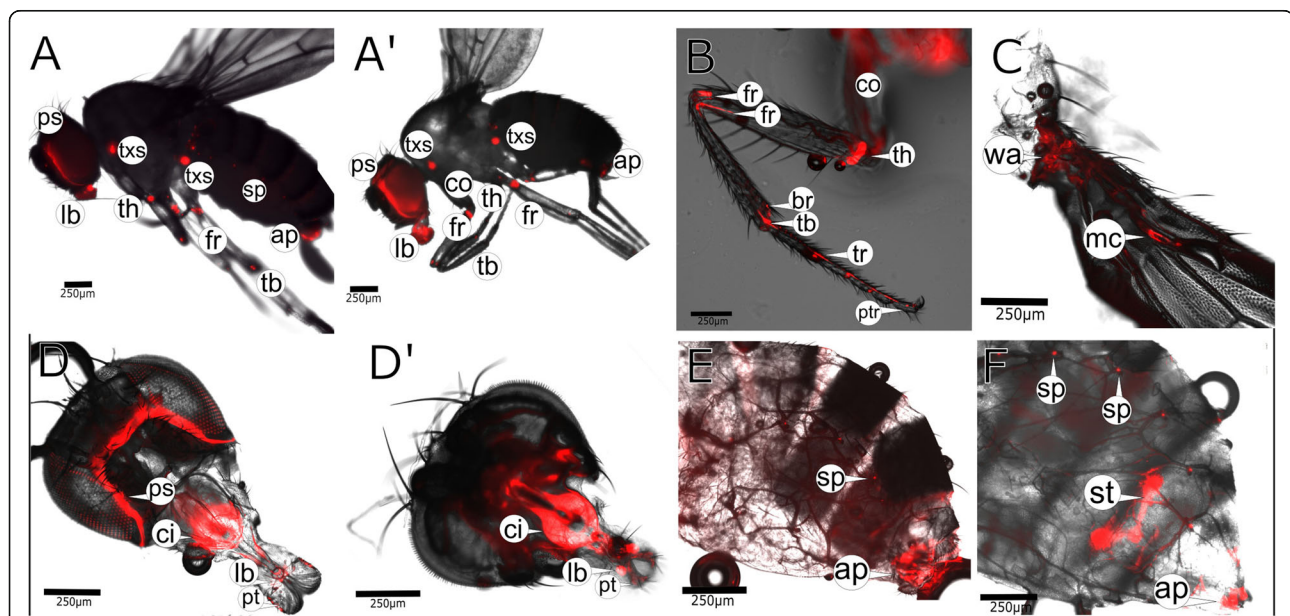 A
ps
txs
txs
sp
lb
th
fr
ap
tb
250µm
A'
txs
txs
ps
co
th
ap
fr
fr
lb
tb
250µm
B
co
fr
fr
th
br
tb
tr
ptr
250µm
C
wa
mc
250µm
D
ps
ci
lb
pt
250µm
D'
ci
lb
pt
250µm
E
sp
ap
250µm
F
sp
sp
st
ap
250µm